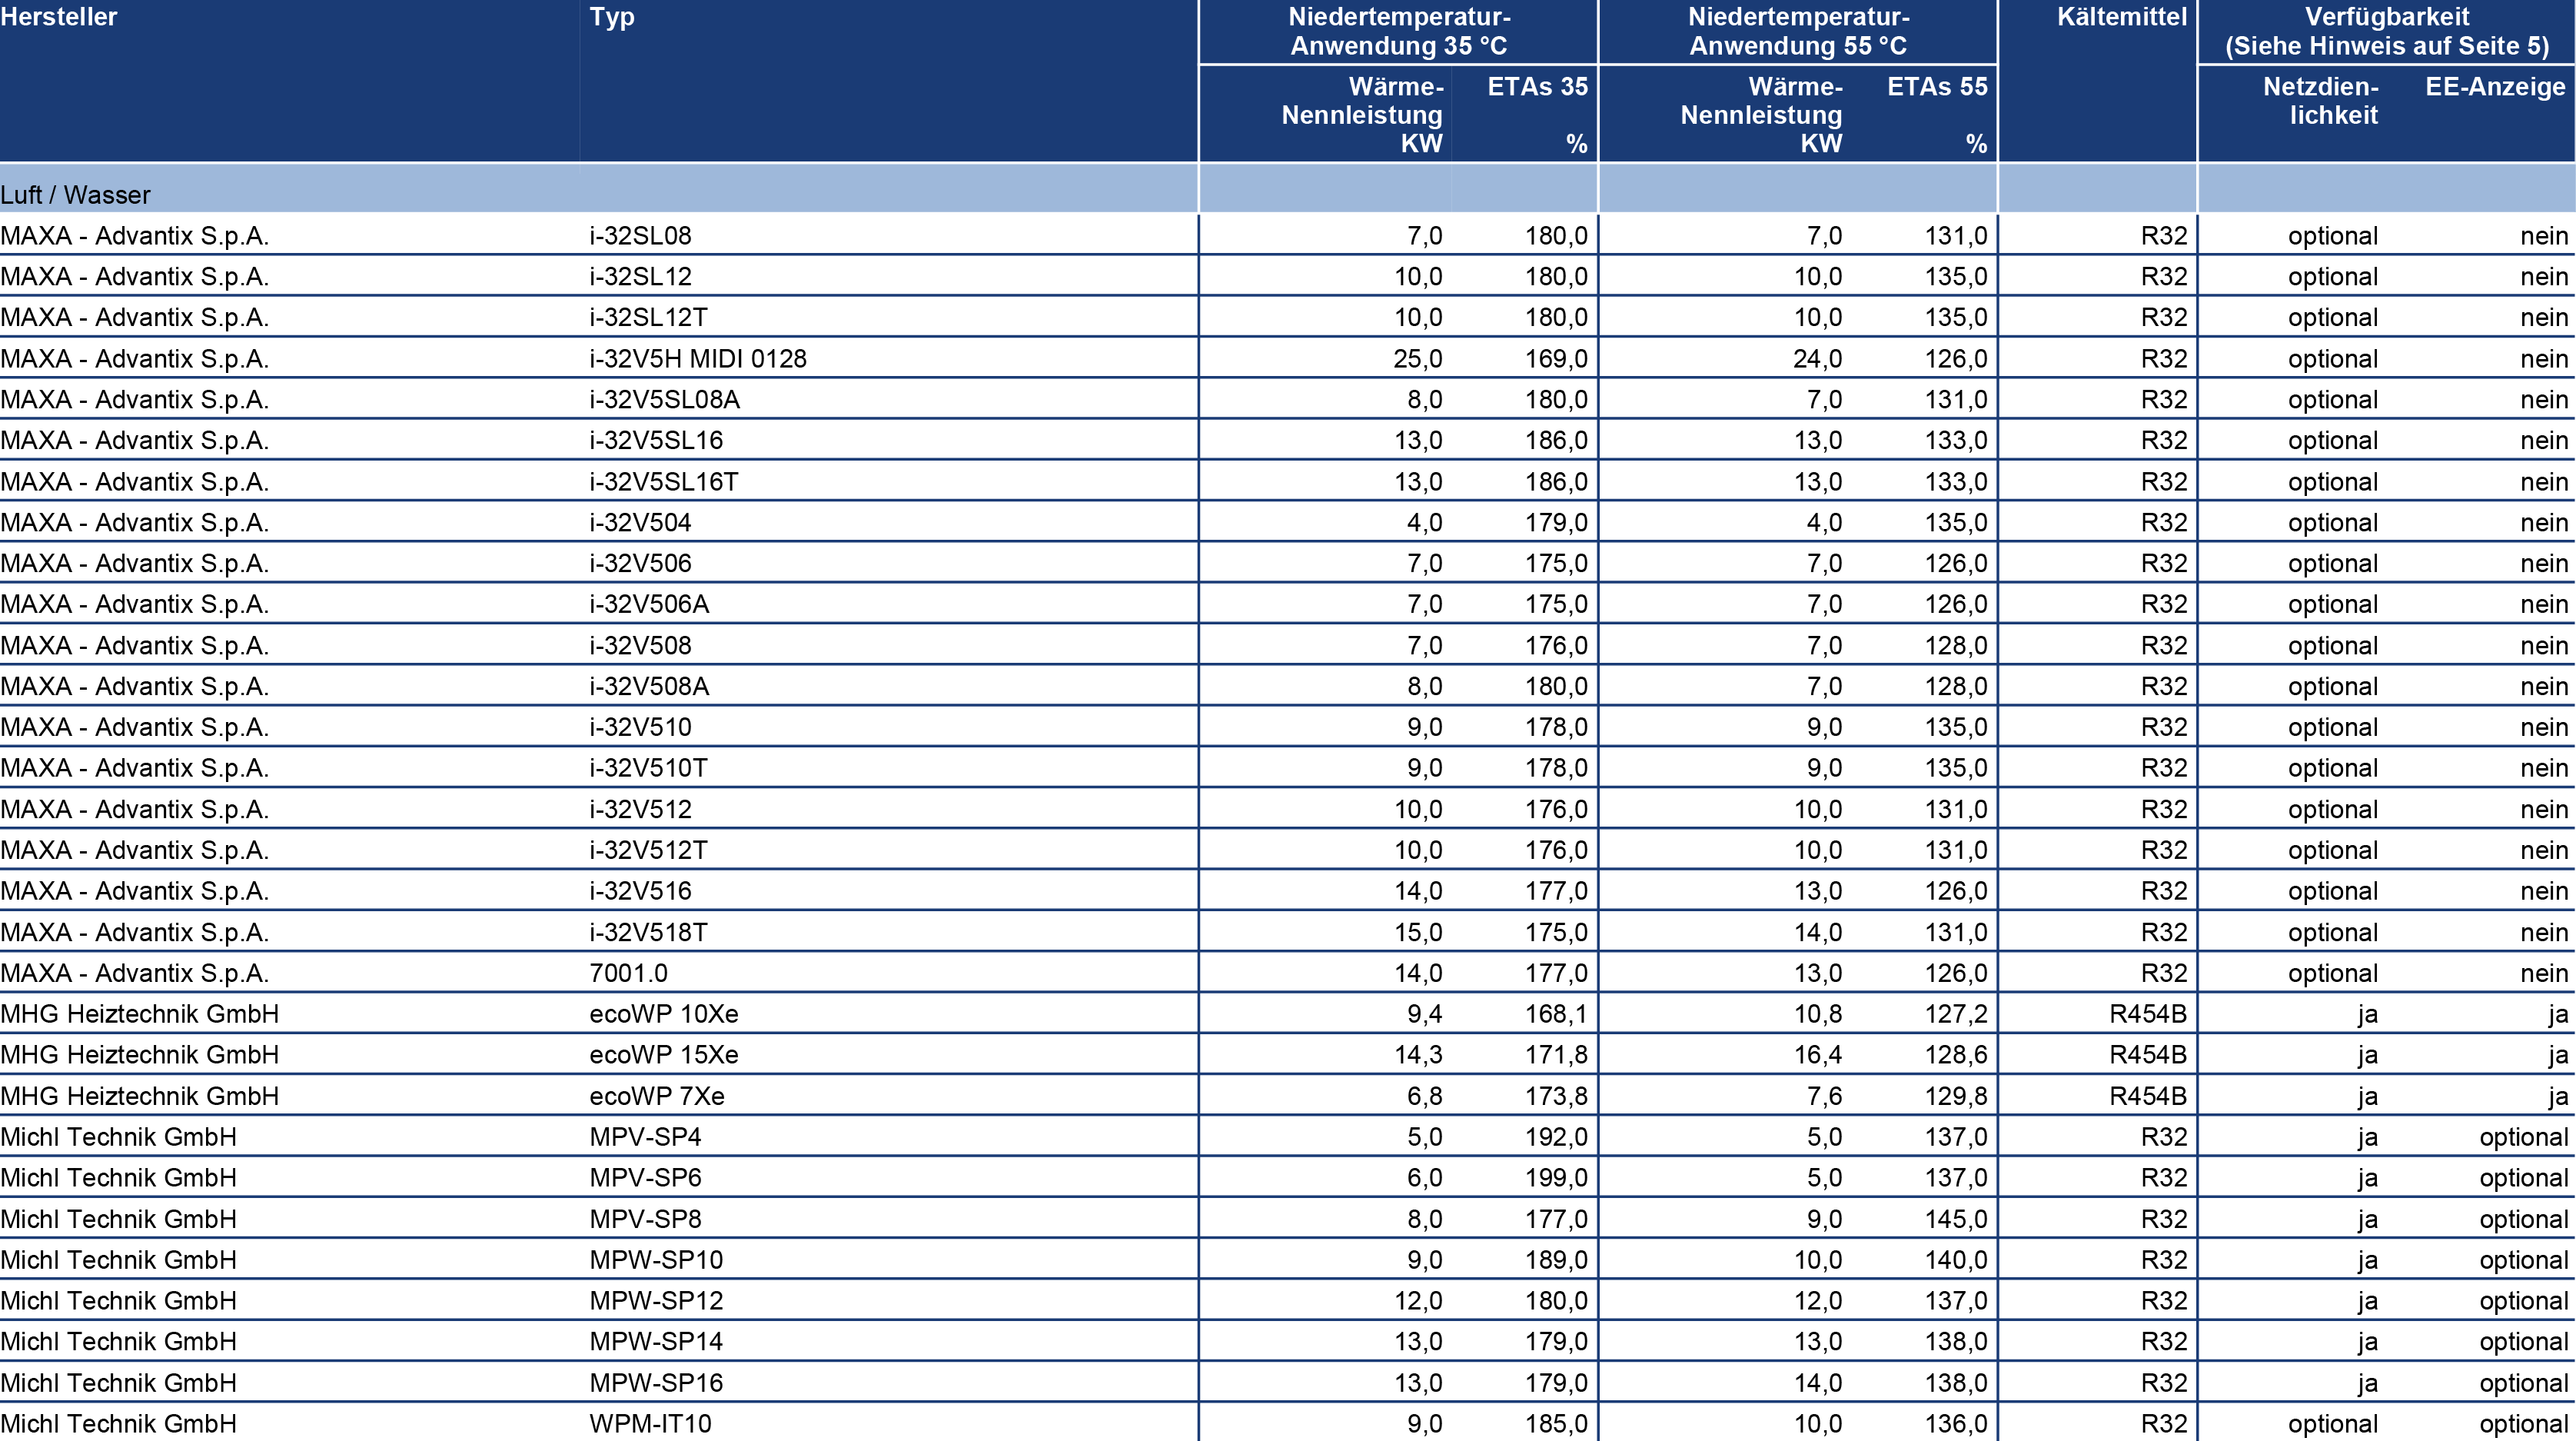 Hersteller Typ Niedertemperatur- Niedertemperatur- Kältemittel Verfügbarkeit
Anwendung 35 °C Anwendung 55 °C (Siehe Hinweis auf Seite 5)
Wärme- ETAs 35 Wärme- ETAs 55 Netzdien- EE-Anzeige
Nennleistung Nennleistung lichkeit
KW % KW %
Luft / Wasser
MAXA - Advantix S.p.A. i-32SL08 7,0 180,0 7,0 131,0 R32 optional nein
MAXA - Advantix S.p.A. i-32SL12 10,0 180,0 10,0 135,0 R32 optional nein
MAXA - Advantix S.p.A. i-32SL12T 10,0 180,0 10,0 135,0 R32 optional nein
MAXA - Advantix S.p.A. i-32V5H MIDI 0128 25,0 169,0 24,0 126,0 R32 optional nein
MAXA - Advantix S.p.A. i-32V5SL08A 8,0 180,0 7,0 131,0 R32 optional nein
MAXA - Advantix S.p.A. i-32V5SL16 13,0 186,0 13,0 133,0 R32 optional nein
MAXA - Advantix S.p.A. i-32V5SL16T 13,0 186,0 13,0 133,0 R32 optional nein
MAXA - Advantix S.p.A. i-32V504 4,0 179,0 4,0 135,0 R32 optional nein
MAXA - Advantix S.p.A. i-32V506 7,0 175,0 7,0 126,0 R32 optional nein
MAXA - Advantix S.p.A. i-32V506A 7,0 175,0 7,0 126,0 R32 optional nein
MAXA - Advantix S.p.A. i-32V508 7,0 176,0 7,0 128,0 R32 optional nein
MAXA - Advantix S.p.A. i-32V508A 8,0 180,0 7,0 128,0 R32 optional nein
MAXA - Advantix S.p.A. i-32V510 9,0 178,0 9,0 135,0 R32 optional nein
MAXA - Advantix S.p.A. i-32V510T 9,0 178,0 9,0 135,0 R32 optional nein
MAXA - Advantix S.p.A. i-32V512 10,0 176,0 10,0 131,0 R32 optional nein
MAXA - Advantix S.p.A. i-32V512T 10,0 176,0 10,0 131,0 R32 optional nein
MAXA - Advantix S.p.A. i-32V516 14,0 177,0 13,0 126,0 R32 optional nein
MAXA - Advantix S.p.A. i-32V518T 15,0 175,0 14,0 131,0 R32 optional nein
MAXA - Advantix S.p.A. 7001.0 14,0 177,0 13,0 126,0 R32 optional nein
MHG Heiztechnik GmbH ecoWP 10Xe 9,4 168,1 10,8 127,2 R454B ja ja
MHG Heiztechnik GmbH ecoWP 15Xe 14,3 171,8 16,4 128,6 R454B ja ja
MHG Heiztechnik GmbH ecoWP 7Xe 6,8 173,8 7,6 129,8 R454B ja ja
Michl Technik GmbH MPV-SP4 5,0 192,0 5,0 137,0 R32 ja optional
Michl Technik GmbH MPV-SP6 6,0 199,0 5,0 137,0 R32 ja optional
Michl Technik GmbH MPV-SP8 8,0 177,0 9,0 145,0 R32 ja optional
Michl Technik GmbH MPW-SP10 9,0 189,0 10,0 140,0 R32 ja optional
Michl Technik GmbH MPW-SP12 12,0 180,0 12,0 137,0 R32 ja optional
Michl Technik GmbH MPW-SP14 13,0 179,0 13,0 138,0 R32 ja optional
Michl Technik GmbH MPW-SP16 13,0 179,0 14,0 138,0 R32 ja optional
Michl Technik GmbH WPM-IT10 9,0 185,0 10,0 136,0 R32 optional optional